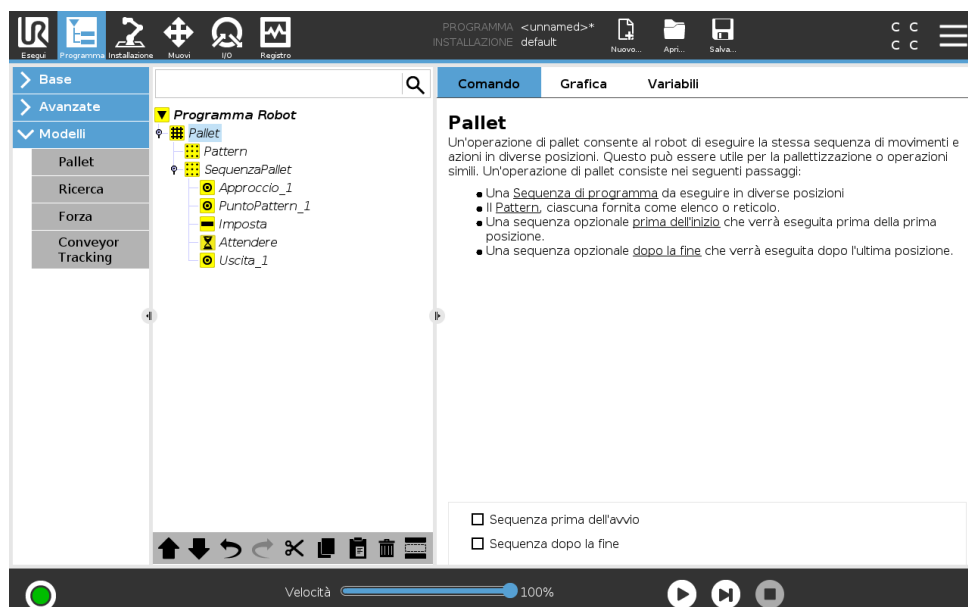 UR
PROGRAMMA <unnamed>*
INSTALLAZIONE default
Esegui Programma Installazione Muovi I/O Registro
Nuovo... Apri... Salva...
C C
C C
Base
Avanzate
Modelli
Pallet
Ricerca
Forza
Conveyor
Tracking
Programma Robot
Pallet
Pattern
SequenzaPallet
Approccio_1
PuntoPattern_1
Imposta
Attendere
Uscita_1
Comando Grafica Variabili
Pallet
Un'operazione di pallet consente al robot di eseguire la stessa sequenza di movimenti e
azioni in diverse posizioni. Questo può essere utile per la pallettizzazione o operazioni
simili. Un'operazione di pallet consiste nei seguenti passaggi:
Una Sequenza di programma da eseguire in diverse posizioni
Il Pattern, ciascuna fornita come elenco o reticolo.
Una sequenza opzionale prima dell'inizio che verrà eseguita prima della prima
posizione.
Una sequenza opzionale dopo la fine che verrà eseguita dopo l'ultima posizione.
Sequenza prima dell'avvio
Sequenza dopo la fine
Velocità 100%